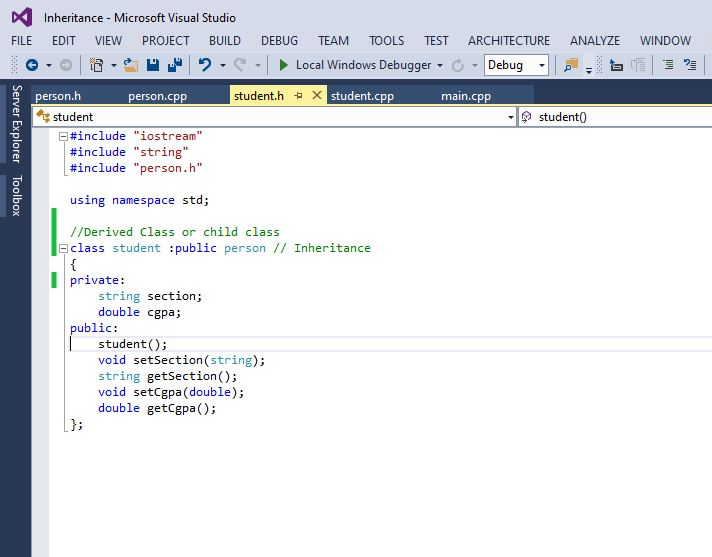 Inheritance - Microsoft Visual Studio
FILE EDIT VIEW PROJECT BUILD DEBUG TEAM TOOLS TEST ARCHITECTURE ANALYZE WINDOW
Local Windows Debugger Debug
Server Explorer
Toolbox
person.h person.cpp student.h student.cpp main.cpp
student student()
#include "iostream"
#include "string"
#include "person.h"
using namespace std;
//Derived Class or child class
class student :public person // Inheritance
{
private:
string section;
double cgpa;
public:
student();
void setSection(string);
string getSection();
void setCgpa(double);
double getCgpa();
};